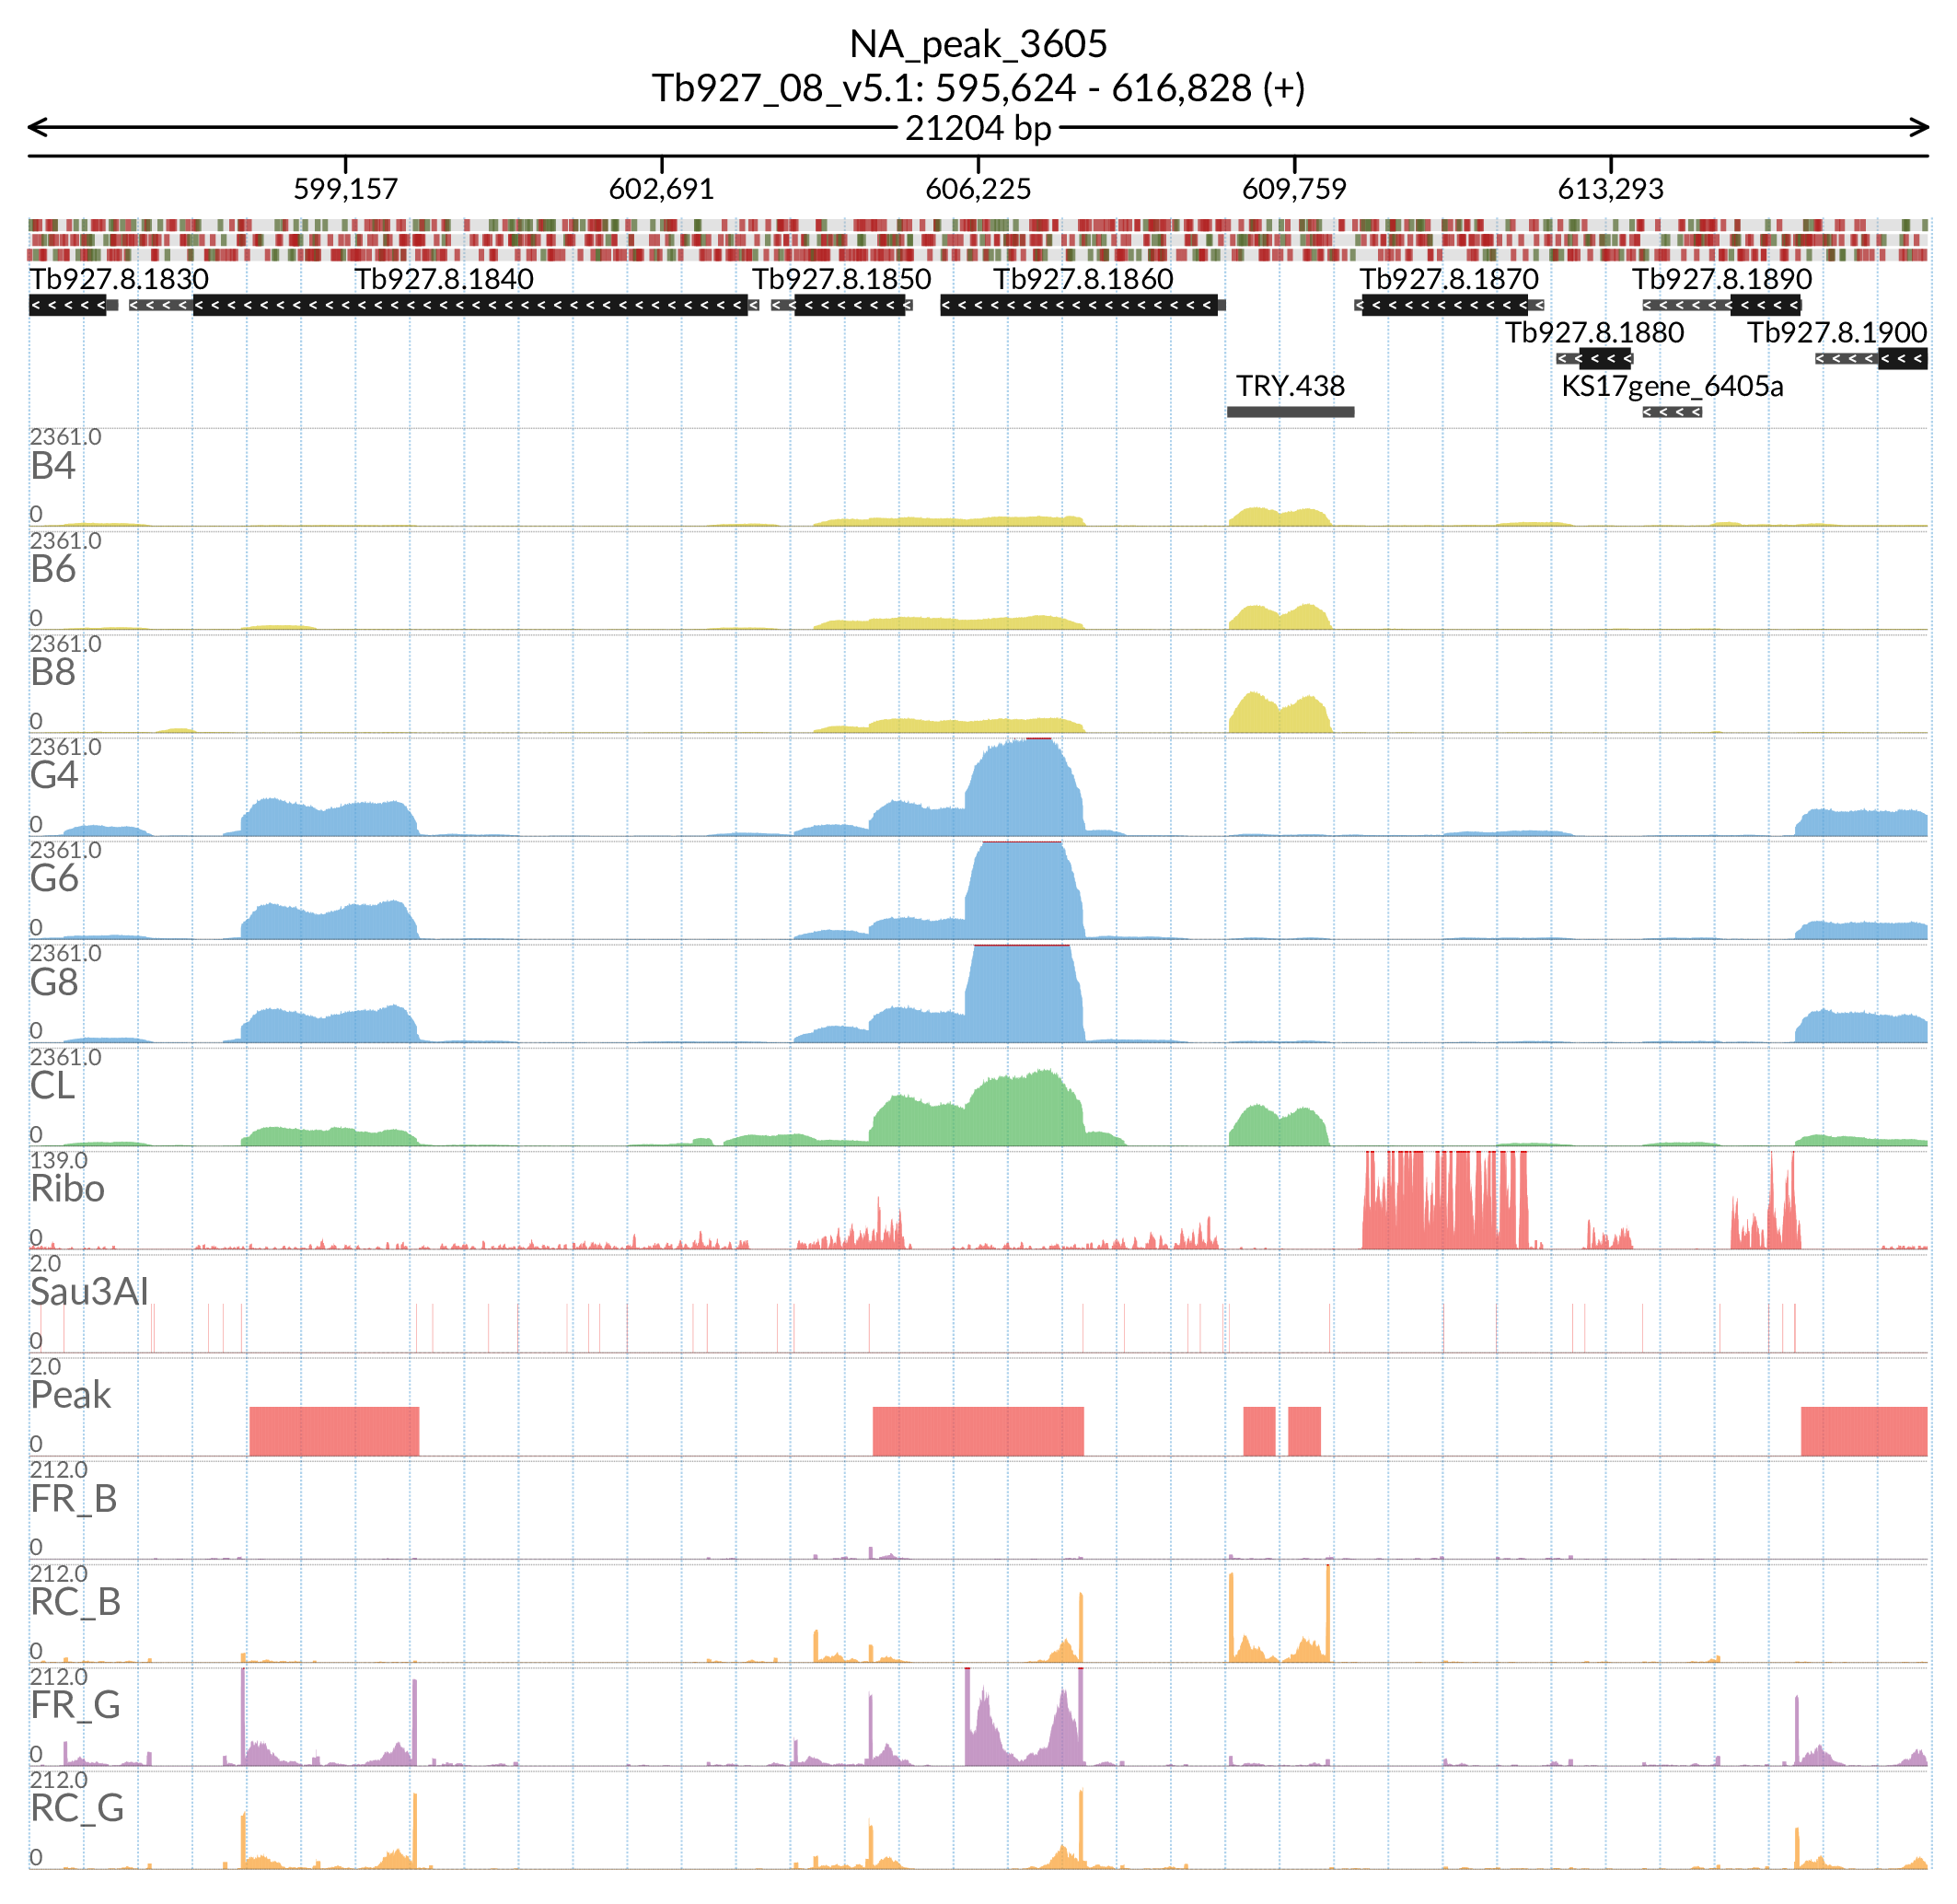 NA_peak_3605
Tb927_08_v5.1: 595,624 - 616,828 (+)
21204 bp
599,157 602,691 606,225 609,759 613,293
Tb927.8.1830 Tb927.8.1840 Tb927.8.1850 Tb927.8.1860 Tb927.8.1870 Tb927.8.1890
Tb927.8.1880 Tb927.8.1900
TRY.438 KS17gene_6405a
2361.0
B4
0
2361.0
B6
0
2361.0
B8
0
2361.0
G4
0
2361.0
G6
0
2361.0
G8
0
2361.0
CL
0
139.0
Ribo
0
2.0
Sau3AI
0
2.0
Peak
0
212.0
FR_B
0
212.0
RC_B
0
212.0
FR_G
0
212.0
RC_G
0